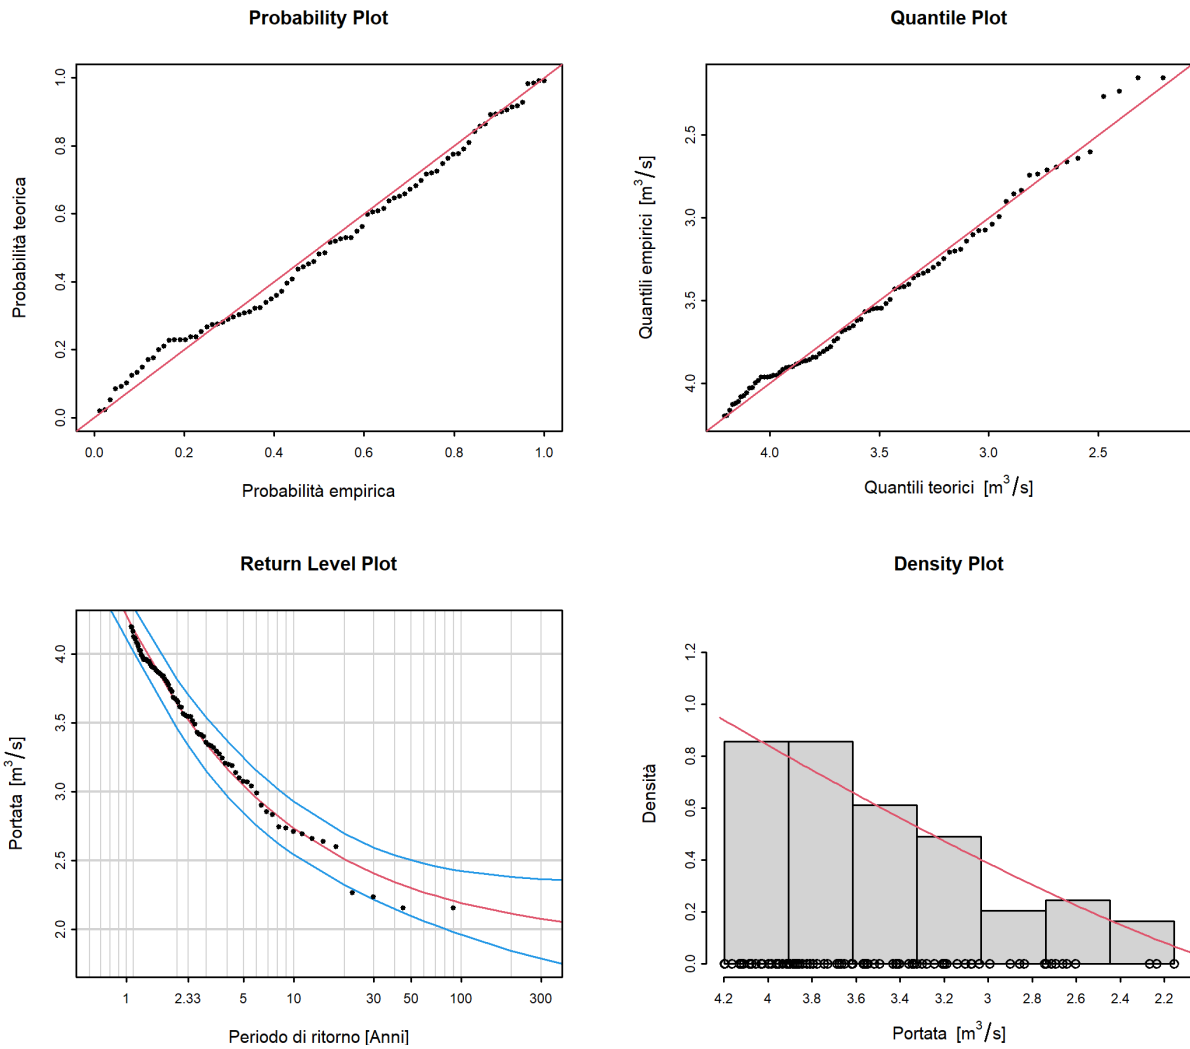 Probability Plot
Probabilità teorica
0.0 0.2 0.4 0.6 0.8 1.0
0.0 0.2 0.4 0.6 0.8 1.0
Probabilità empirica
Quantile Plot
Quantili empirici [m³/s]
2.5 3.0 3.5 4.0
4.0 3.5 3.0 2.5
Quantili teorici [m³/s]
Return Level Plot
Portata [m³/s]
4.0 3.5 3.0 2.5 2.0
1 2.33 5 10 30 50 100 300
Periodo di ritorno [Anni]
Density Plot
Densità
0.0 0.2 0.4 0.6 0.8 1.0 1.2
4.2 4 3.8 3.6 3.4 3.2 3 2.8 2.6 2.4 2.2
Portata [m³/s]